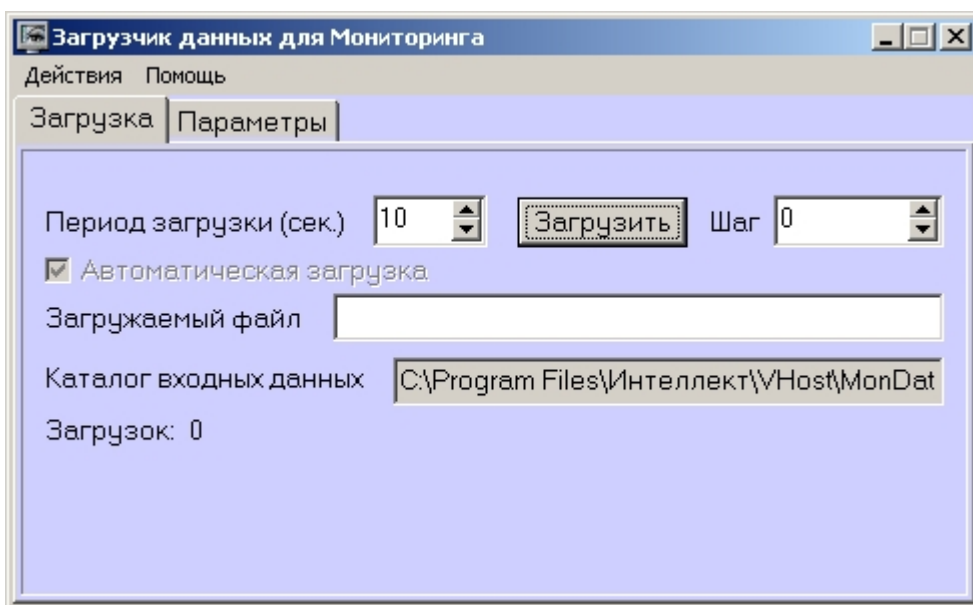 Загрузчик данных для Мониторинга
Действия Помощь
Загрузка Параметры
Период загрузки (сек.) 10 Загрузить Шаг 0
Автоматическая загрузка
Загружаемый файл
Каталог входных данных C:\Program Files\Интеллект\VHost\MonDat
Загрузок: 0